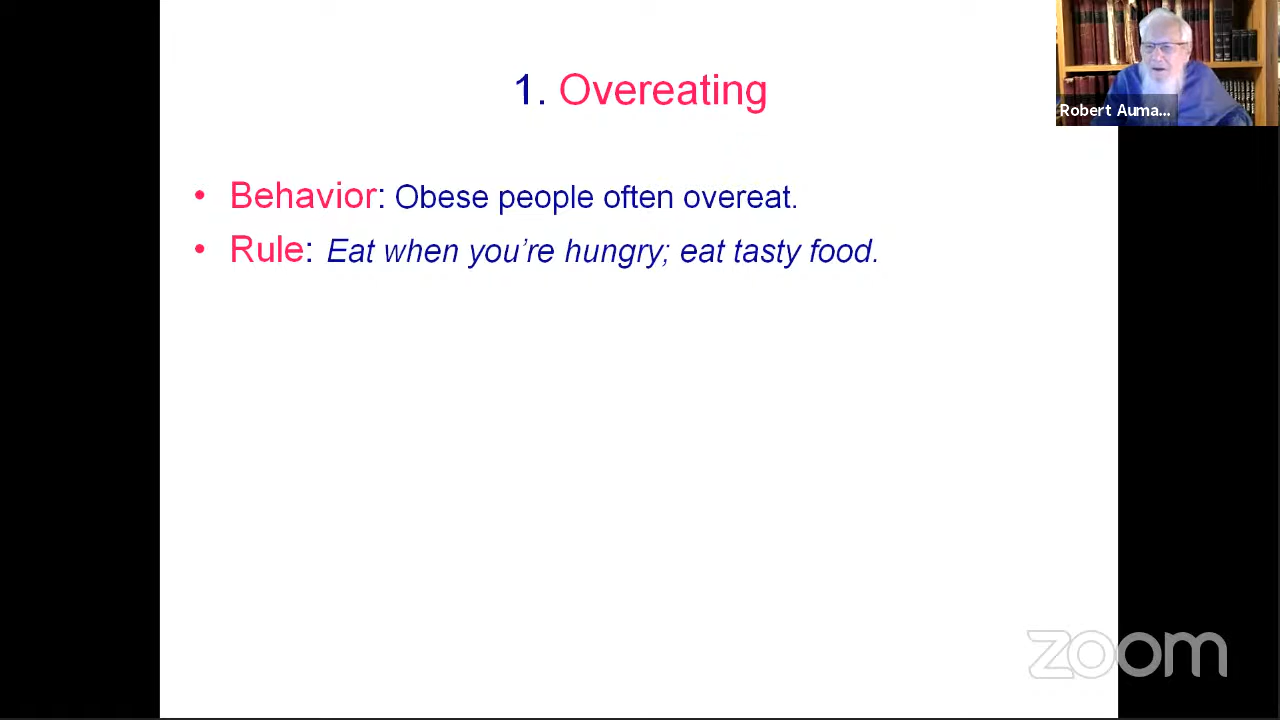 1. Overeating
Robert Auma...
• Behavior: Obese people often overeat.
• Rule: Eat when you're hungry; eat tasty food.
zoom